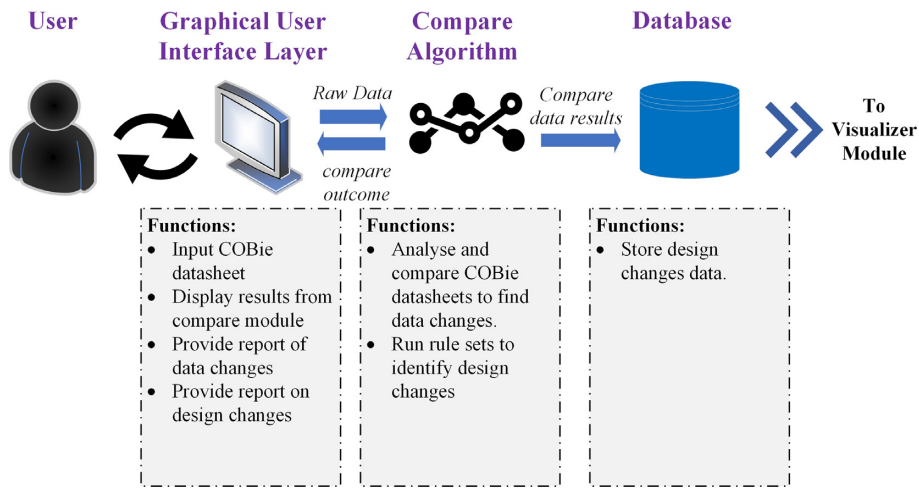 User
Graphical User
Interface Layer
Compare
Algorithm
Database
Raw Data
compare
outcome
Compare
data results
To
Visualizer
Module
Functions:
• Input COBie
datasheet
• Display results from
compare module
• Provide report of
data changes
• Provide report on
design changes
Functions:
• Analyse and
compare COBie
datasheets to find
data changes.
• Run rule sets to
identify design
changes
Functions:
• Store design
changes data.